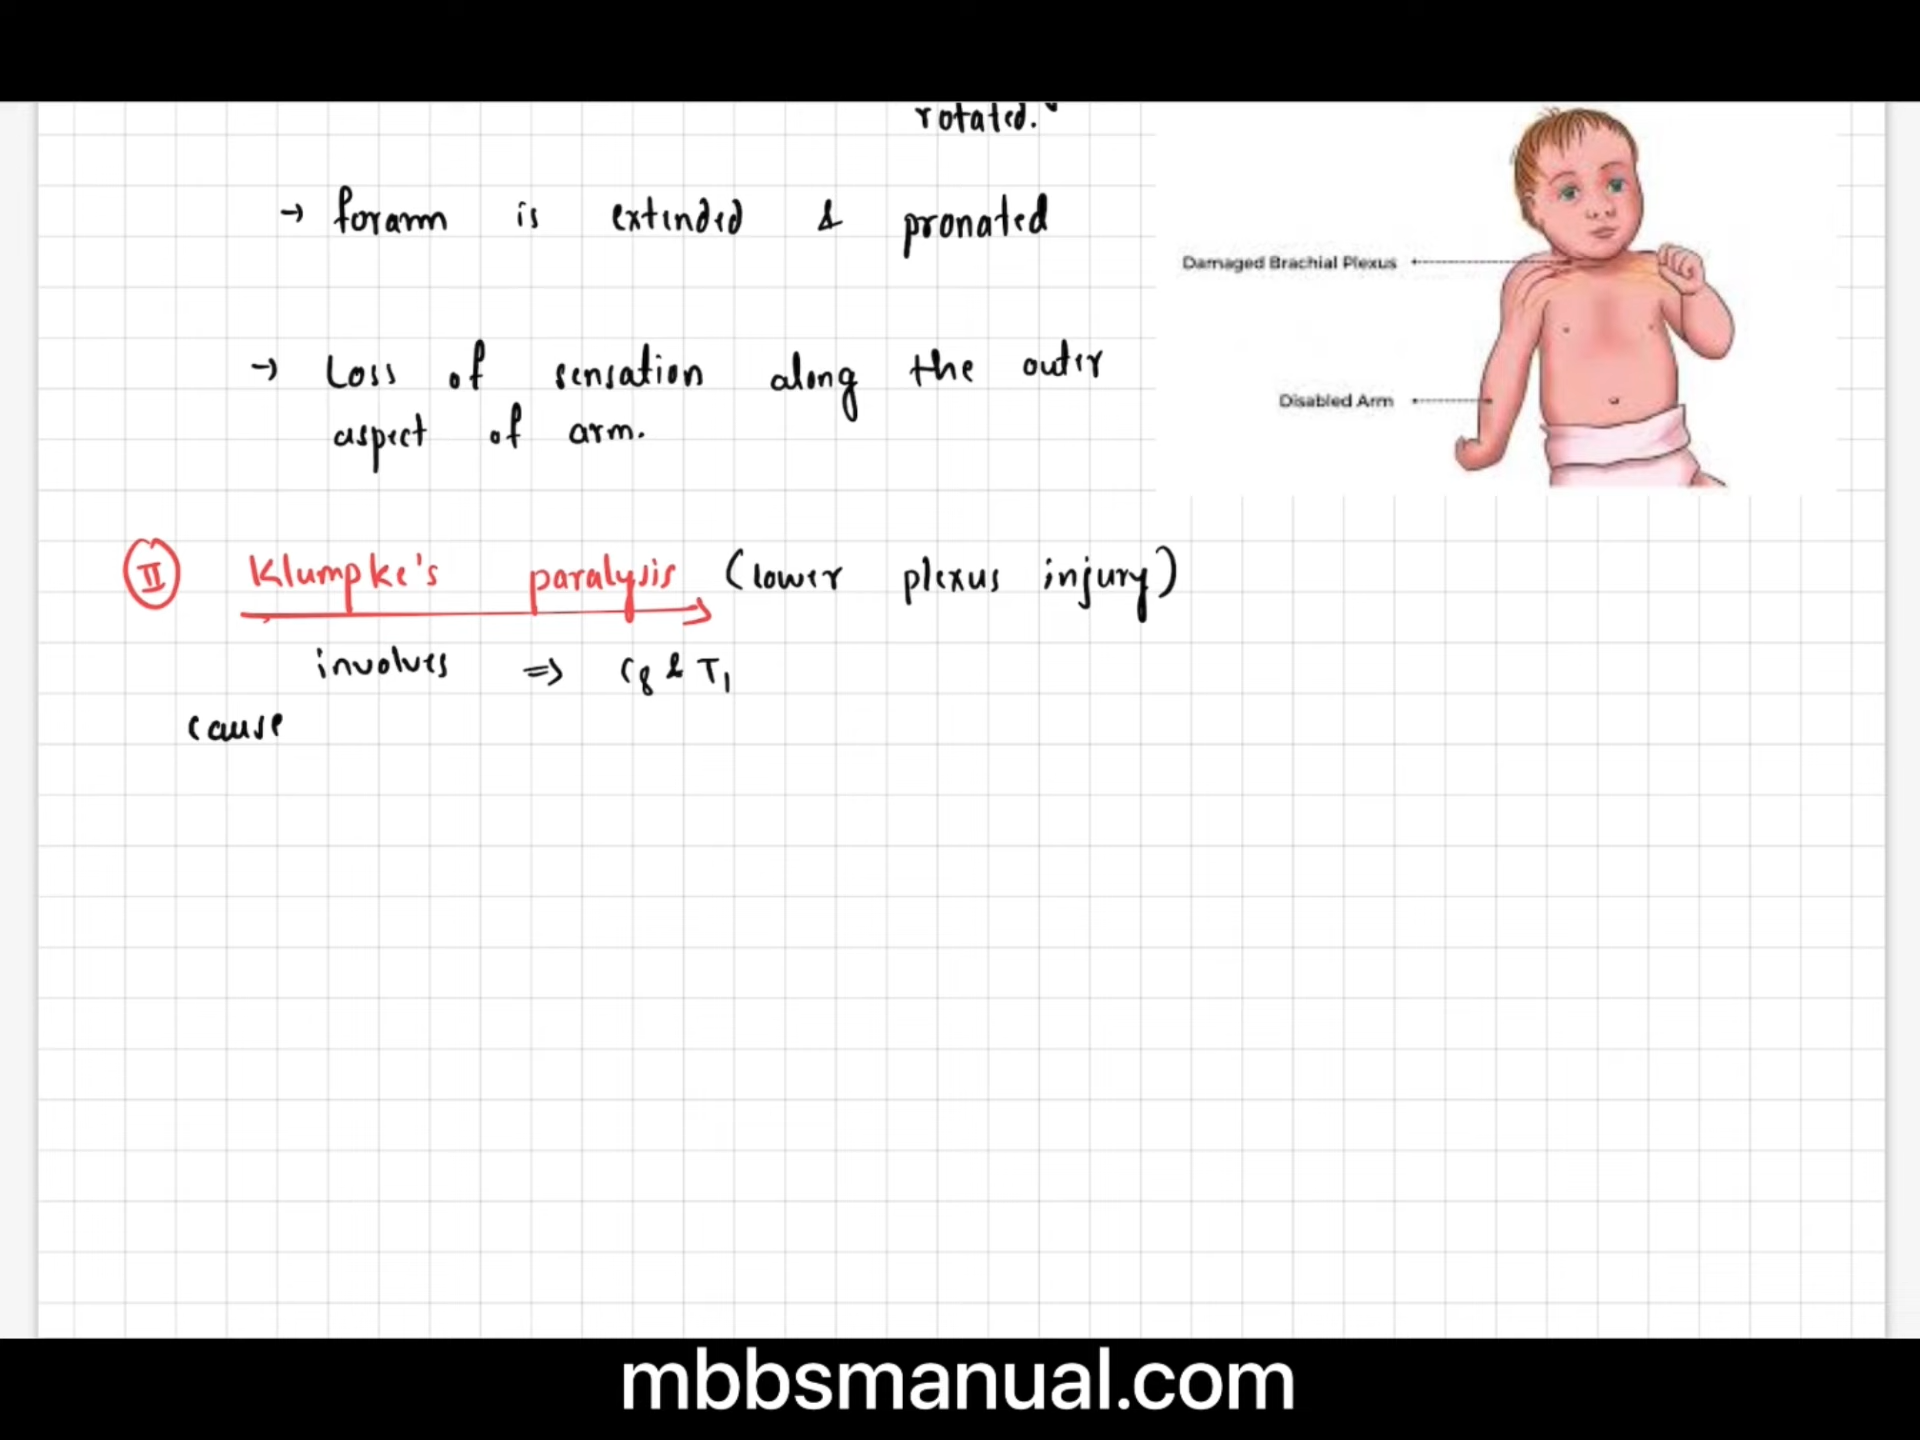 rotated.
→ forarm is extended & pronated
Damaged Brachial Plexus
→ Loss of sensation along the outer
Disabled Arm
aspect of arm.
II Klumpke's paralysis (lower plexus injury)
involves ⇒ C8 & T1
cause
mbbsmanual.com